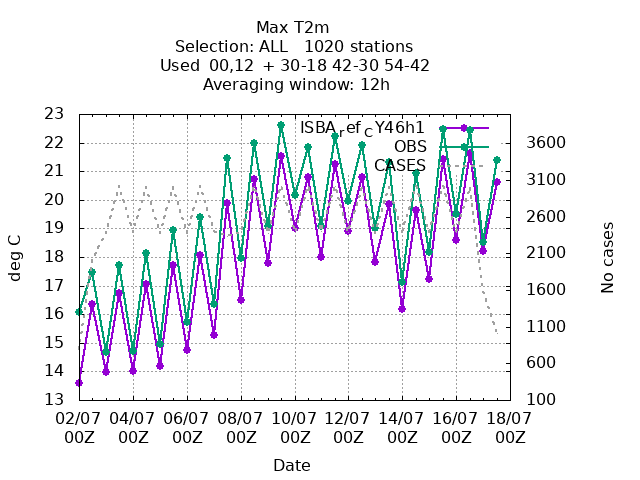 Max T2m
Selection: ALL   1020 stations
Used  00,12  + 30-18 42-30 54-42
Averaging window: 12h
23
22
21
20
19
18
17
16
15
14
13
deg C
ISBA_ref_CY46h1
OBS
CASES
3600
3100
2600
2100
1600
1100
600
100
No cases
02/07 04/07 06/07 08/07 10/07 12/07 14/07 16/07 18/07
00Z 00Z 00Z 00Z 00Z 00Z 00Z 00Z 00Z
Date